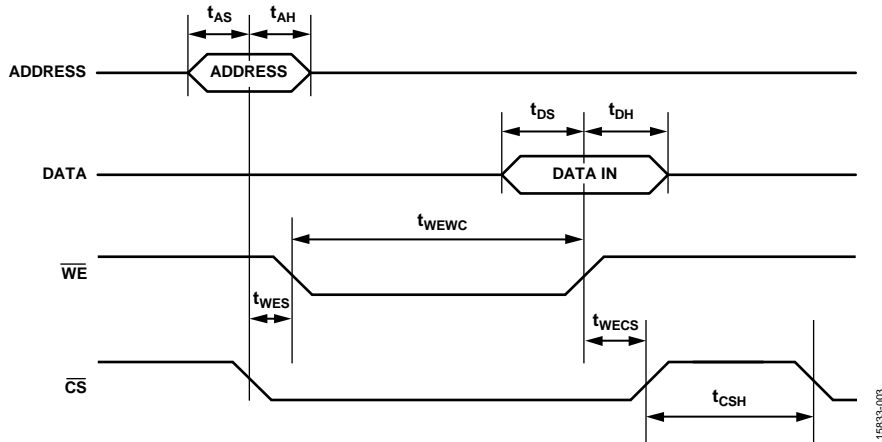 tAS
tAH
ADDRESS
ADDRESS
tDS
tDH
DATA
DATA IN
tWEWC
WE
tWES
tWECS
CS
tCSH
15833-003